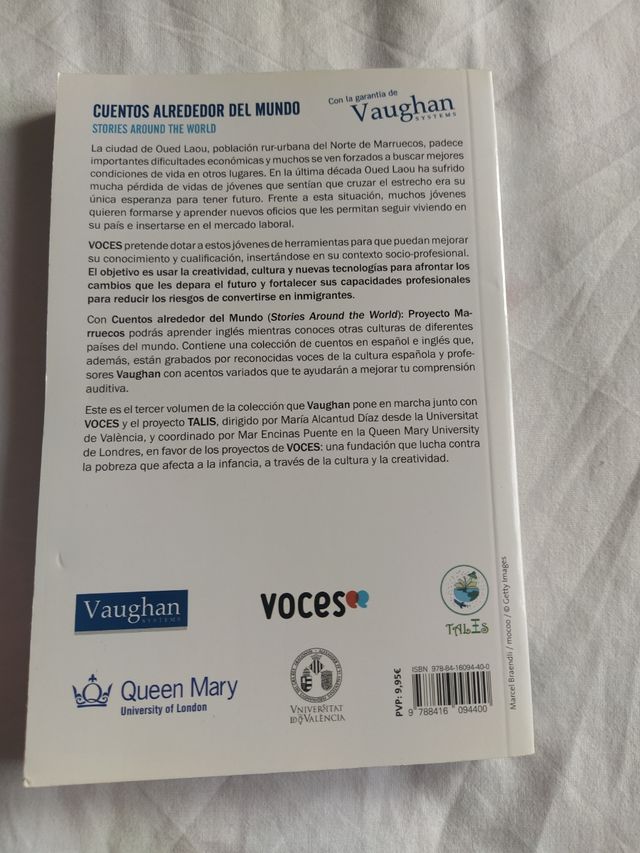 CUENTOS ALREDEDOR DEL MUNDO
STORIES AROUND THE WORLD
Con la garantía de
Vaughan
SYSTEMS
La ciudad de Oued Laou, población rur-urbana del Norte de Marruecos, padece
importantes dificultades económicas y muchos se ven forzados a buscar mejores
condiciones de vida en otros lugares. En la última década Oued Laou ha sufrido
mucha pérdida de vidas de jóvenes que sentían que cruzar el estrecho era su
única esperanza para tener futuro. Frente a esta situación, muchos jóvenes
quieren formarse y aprender nuevos oficios que les permitan seguir viviendo en
su país e insertarse en el mercado laboral.
VOCES pretende dotar a estos jóvenes de herramientas para que puedan mejorar
su conocimiento y cualificación, insertándose en su contexto socio-profesional.
El objetivo es usar la creatividad, cultura y nuevas tecnologías para afrontar los
cambios que les depara el futuro y fortalecer sus capacidades profesionales
para reducir los riesgos de convertirse en inmigrantes.
Con Cuentos alrededor del Mundo (Stories Around the World): Proyecto Ma-
rruecos podrás aprender inglés mientras conoces otras culturas de diferentes
países del mundo. Contiene una colección de cuentos en español e inglés que,
además, están grabados por reconocidas voces de la cultura española y profe-
sores Vaughan con acentos variados que te ayudarán a mejorar tu comprensión
auditiva.
Este es el tercer volumen de la colección que Vaughan pone en marcha junto con
VOCES y el proyecto TALIS, dirigido por María Alcantud Díaz desde la Universitat
de València, y coordinado por Mar Encinas Puente en la Queen Mary University
de Londres, en favor de los proyectos de VOCES: una fundación que lucha contra
la pobreza que afecta a la infancia, a través de la cultura y la creatividad.
Vaughan
SYSTEMS
VOCES
TALIS
Queen Mary
University of London
VNIVERSITAT
ID QVALÈNCIA
PVP: 9,95€
ISBN 978-84-16094-40-0
9 788416 094400
Marcel Braendli / mocoo / © Getty Images